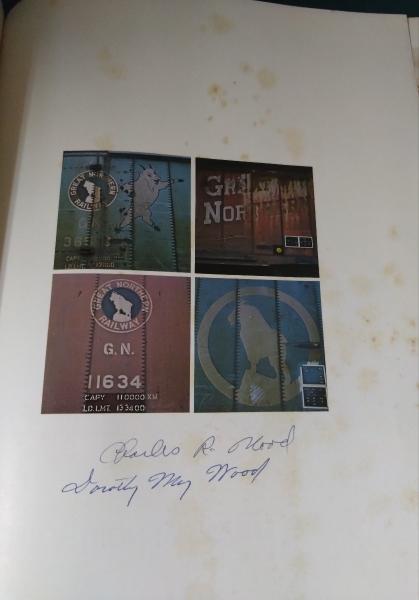 GREAT NORTHERN
RAILWAY
GREAT
NOR
GREAT NORTHERN
RAILWAY
G.N.
11634
CAPY 110000
LD.LMT. 133400
Charles R. Wood
Dorothy M. Wood